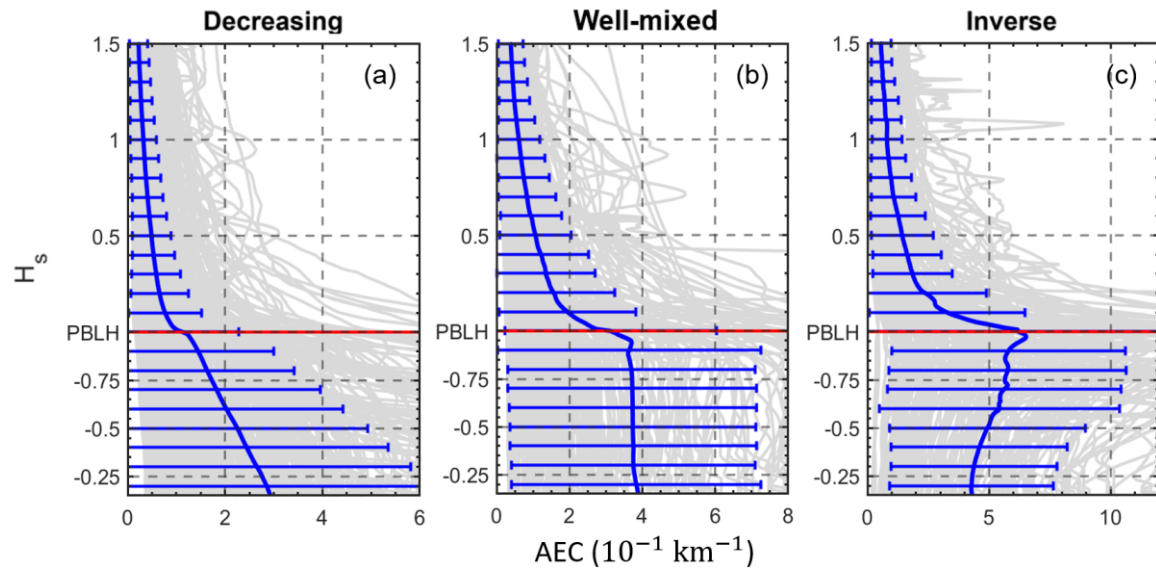 Decreasing Well-mixed Inverse
(a) (b) (c)
1.5 1.5 1.5
1 1 1
0.5 0.5 0.5
H_s
PBLH PBLH PBLH
-0.75 -0.75 -0.75
-0.5 -0.5 -0.5
-0.25 -0.25 -0.25
0 2 4 6 0 2 4 6 8 0 5 10
AEC (10⁻¹ km⁻¹)